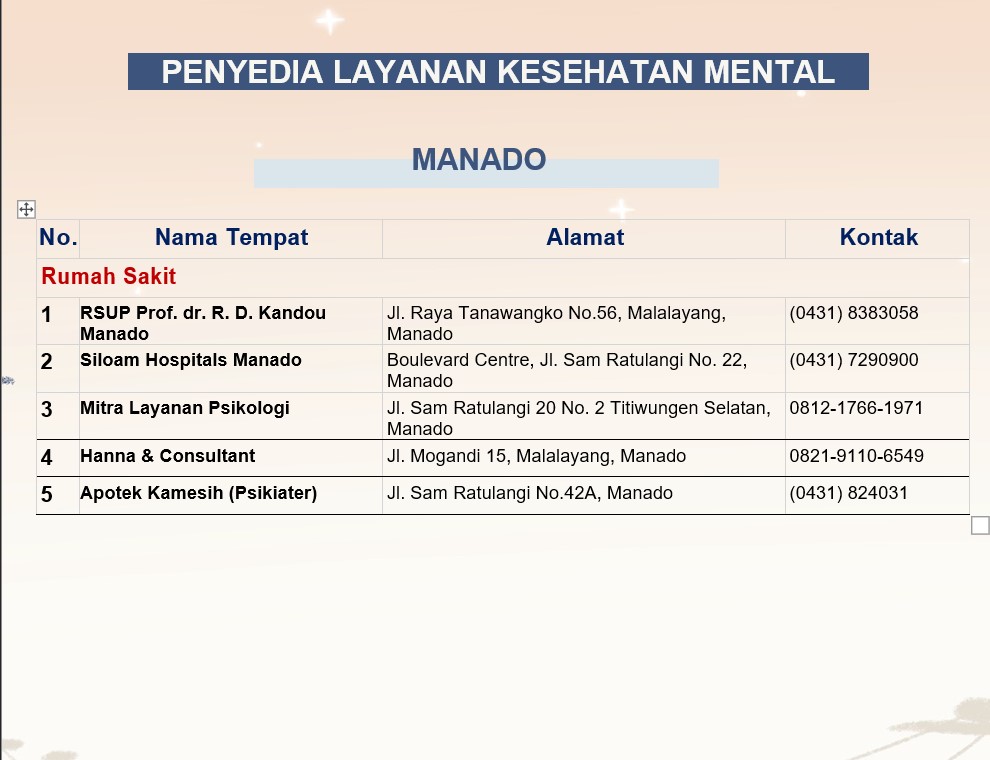 PENYEDIA LAYANAN KESEHATAN MENTAL
MANADO
No. Nama Tempat Alamat Kontak
Rumah Sakit
1 RSUP Prof. dr. R. D. Kandou Jl. Raya Tanawangko No.56, Malalayang, (0431) 8383058
Manado Manado
2 Siloam Hospitals Manado Boulevard Centre, Jl. Sam Ratulangi No. 22, (0431) 7290900
Manado
3 Mitra Layanan Psikologi Jl. Sam Ratulangi 20 No. 2 Titiwungen Selatan, 0812-1766-1971
Manado
4 Hanna & Consultant Jl. Mogandi 15, Malalayang, Manado 0821-9110-6549
5 Apotek Kamesih (Psikiater) Jl. Sam Ratulangi No.42A, Manado (0431) 824031